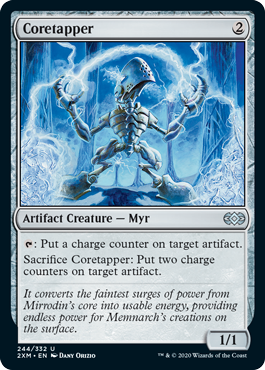 Coretapper 2
Artifact Creature — Myr
: Put a charge counter on target artifact.
Sacrifice Coretapper: Put two charge
counters on target artifact.
It converts the faintest surges of power from
Mirrodin's core into usable energy, providing
endless power for Memnarch's creations on
the surface.
1/1
244/332 U
2XM • EN Dany Orizio
™ & © 2020 Wizards of the Coast